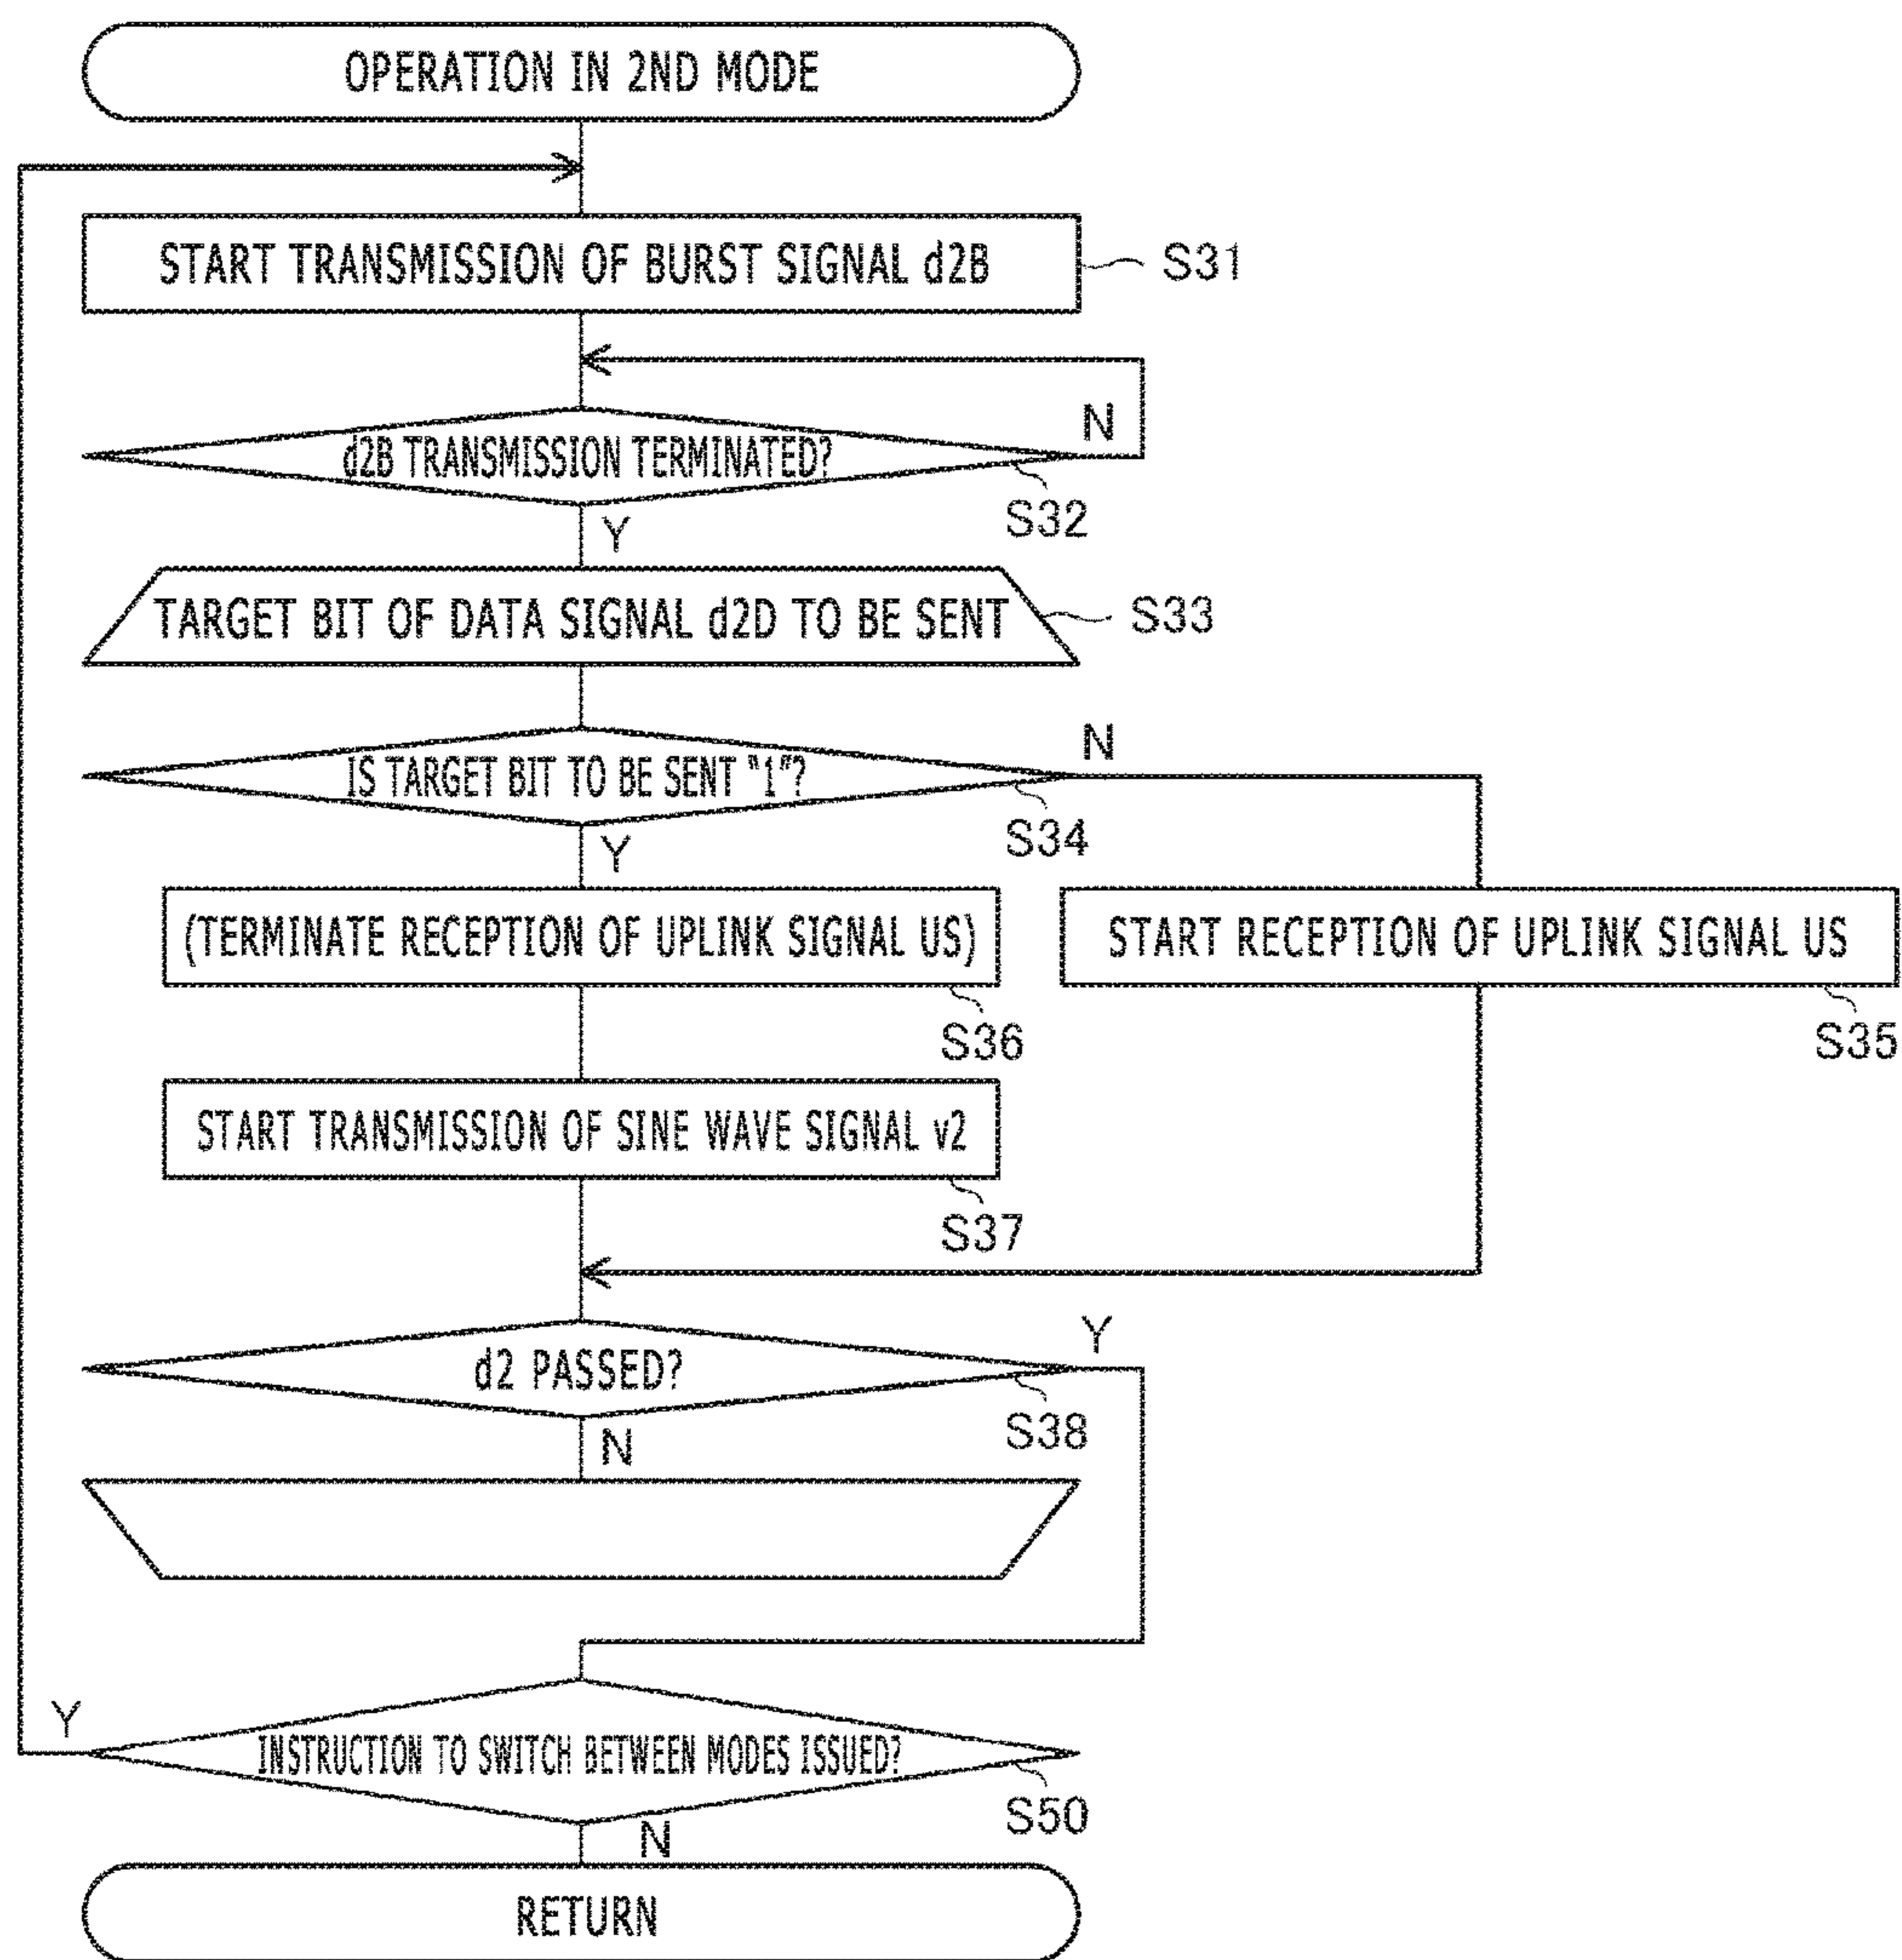 OPERATION IN 2ND MODE
START TRANSMISSION OF BURST SIGNAL d2B
S31
N
d2B TRANSMISSION TERMINATED?
S32
Y
TARGET BIT OF DATA SIGNAL d2D TO BE SENT
S33
N
IS TARGET BIT TO BE SENT "1"?
S34
Y
(TERMINATE RECEPTION OF UPLINK SIGNAL US)
START RECEPTION OF UPLINK SIGNAL US
S36
S35
START TRANSMISSION OF SINE WAVE SIGNAL v2
S37
Y
d2 PASSED?
S38
N
Y
INSTRUCTION TO SWITCH BETWEEN MODES ISSUED?
S50
N
RETURN